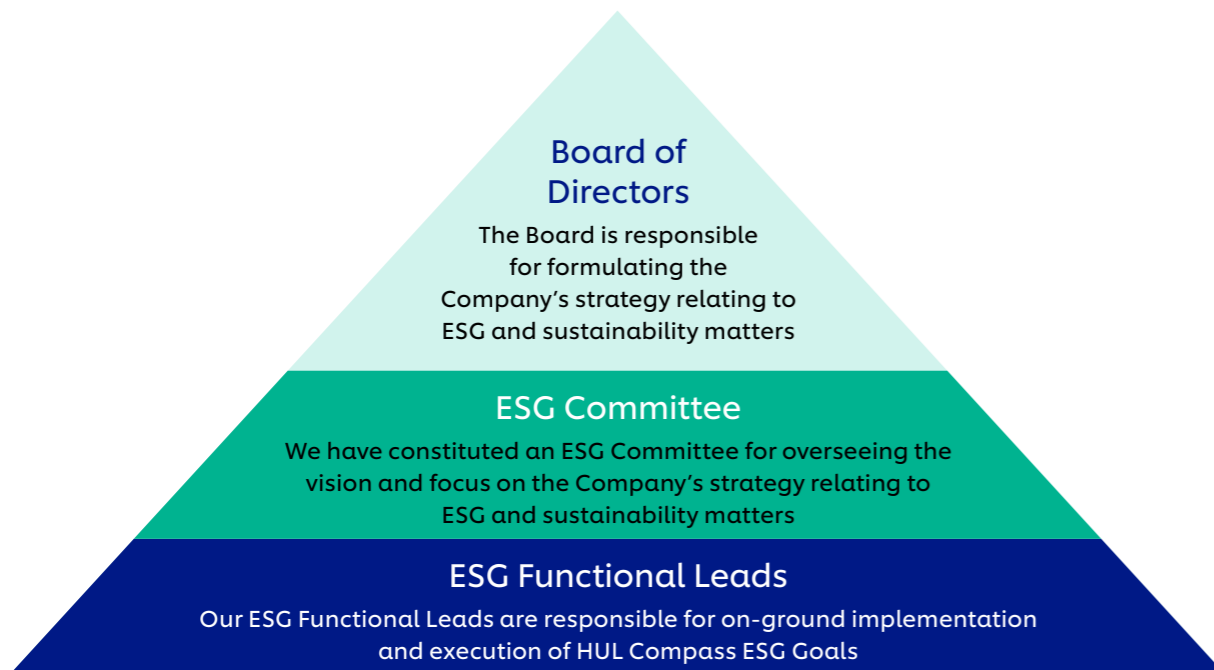 Board of
Directors
The Board is responsible
for formulating the
Company’s strategy relating to
ESG and sustainability matters
ESG Committee
We have constituted an ESG Committee for overseeing the
vision and focus on the Company’s strategy relating to
ESG and sustainability matters
ESG Functional Leads
Our ESG Functional Leads are responsible for on-ground implementation
and execution of HUL Compass ESG Goals